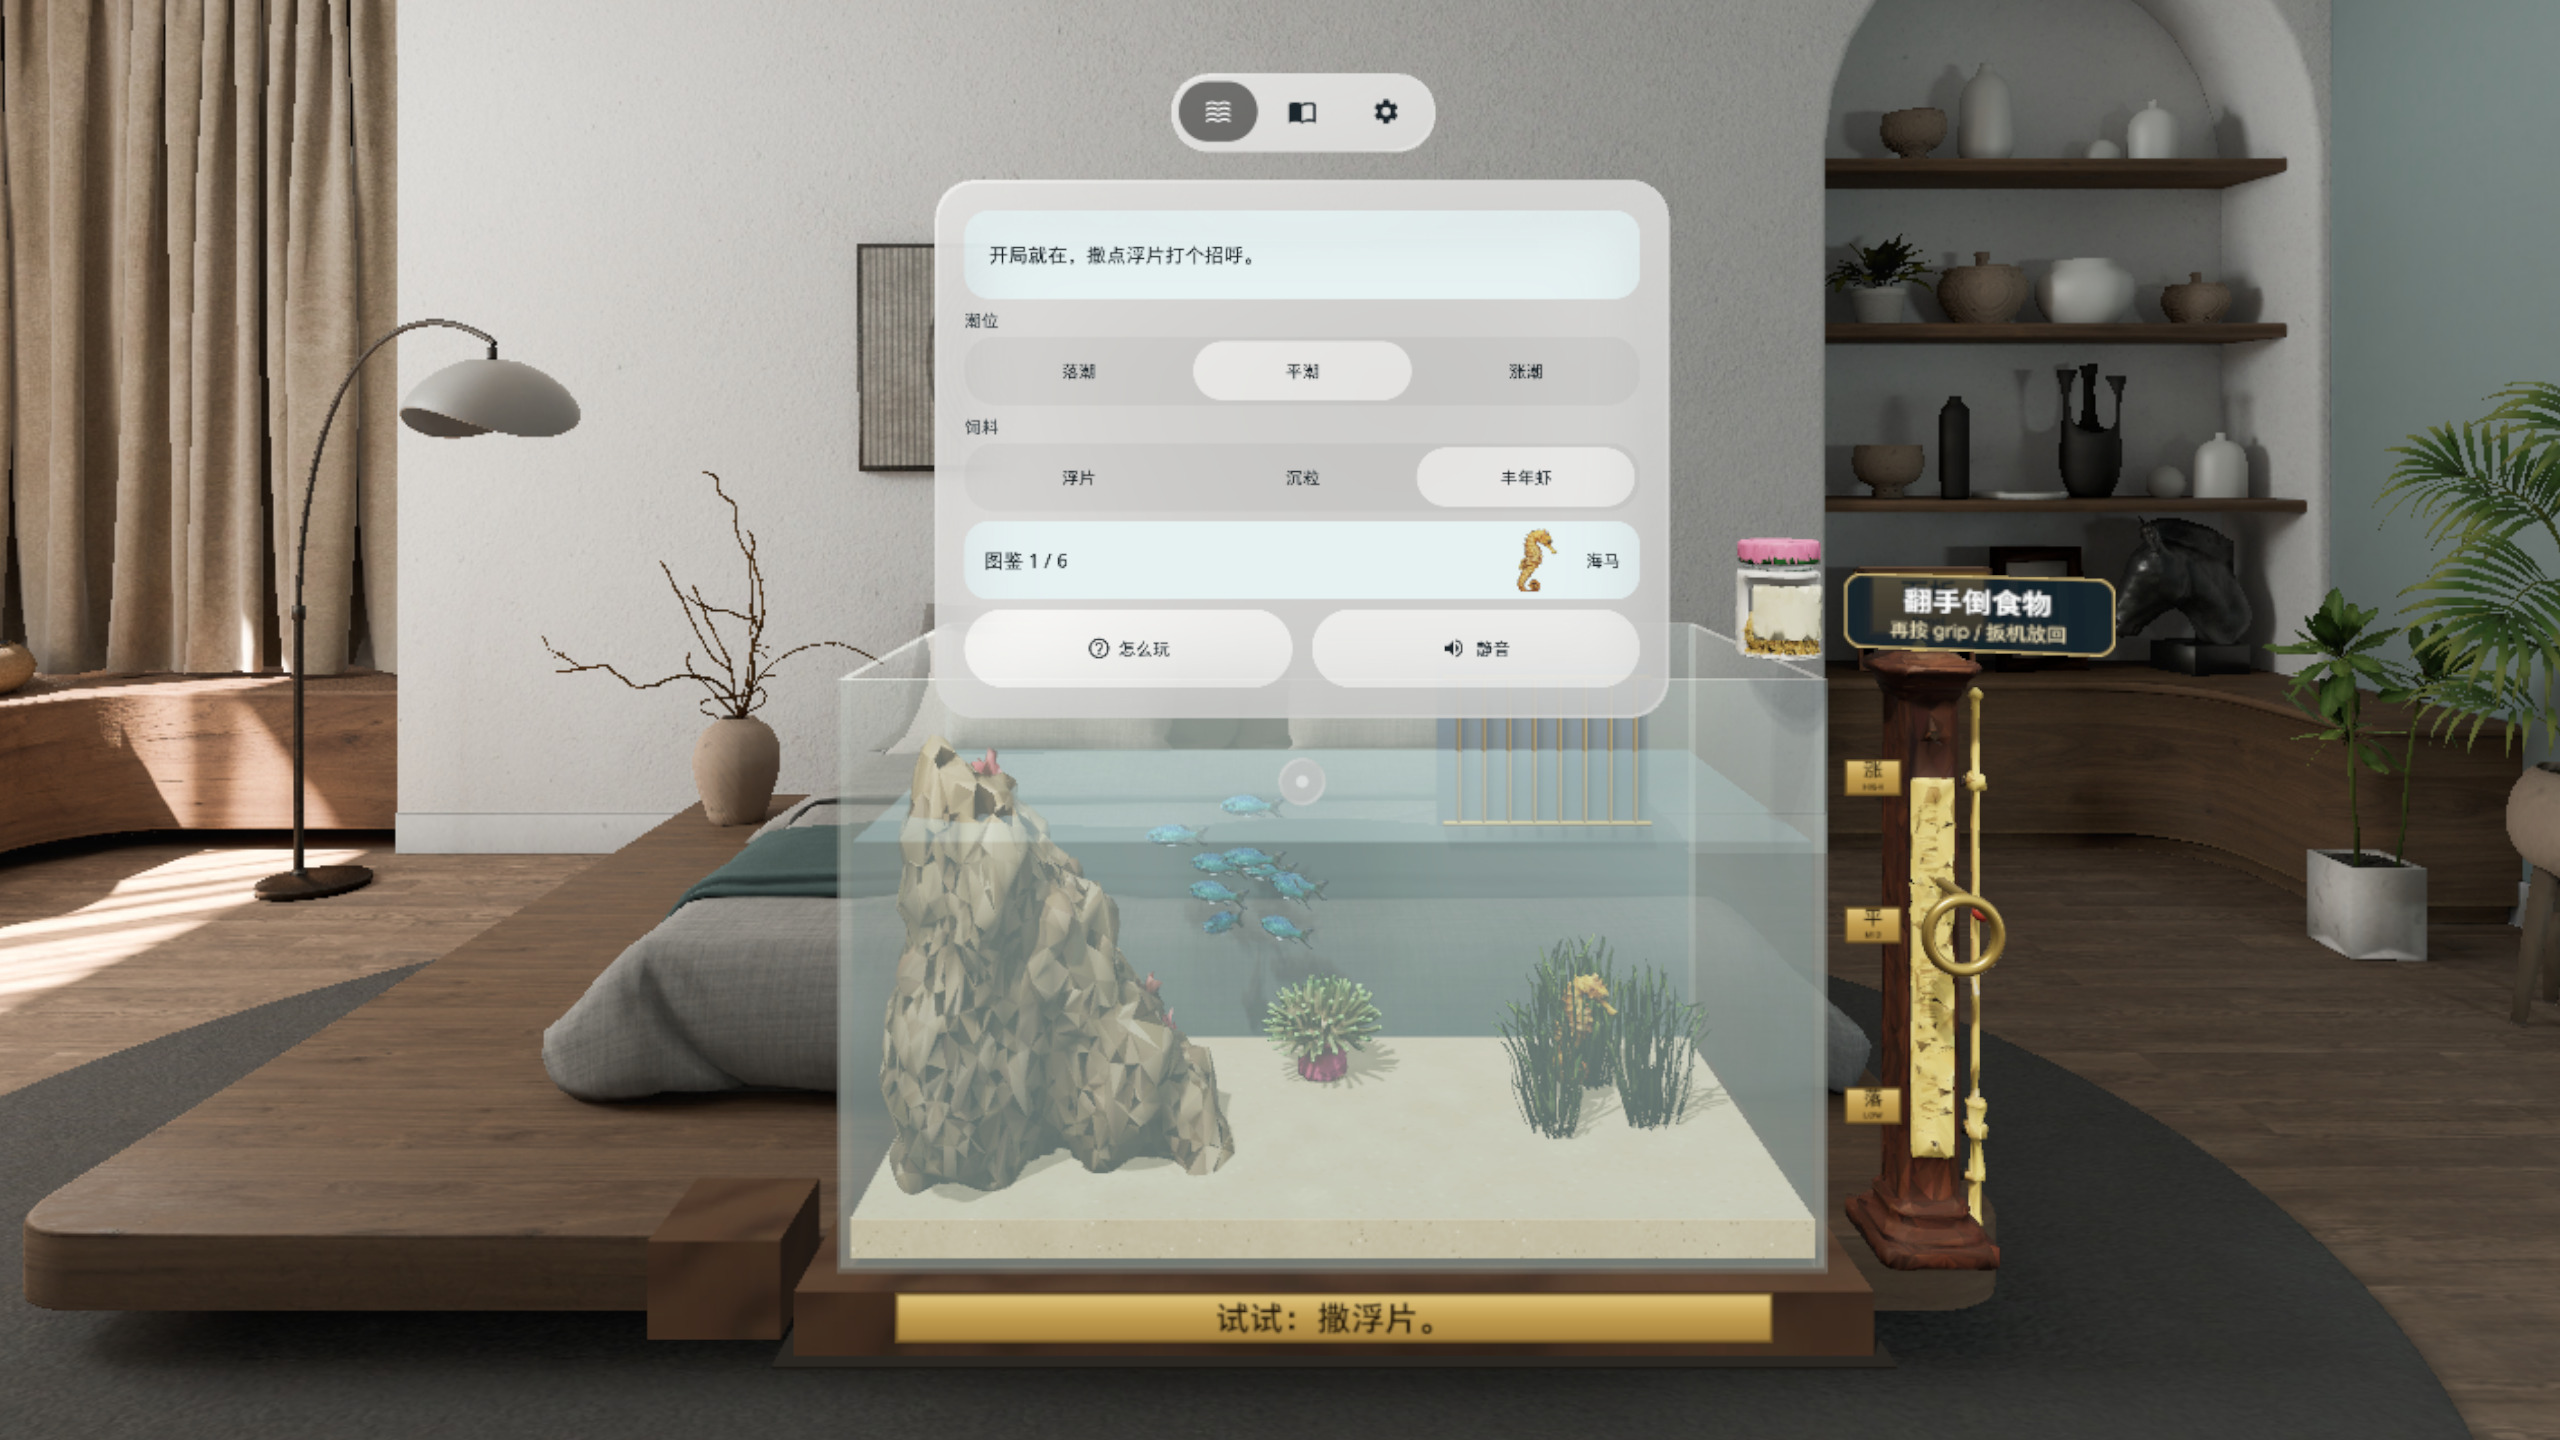 开局就在，撒点浮片打个招呼。
潮位
落潮
平潮
涨潮
饲料
浮片
沉粒
丰年虾
图鉴 1 / 6
海马
怎么玩
静音
翻手倒食物
再按 grip / 扳机放回
涨
平
落
LOW
试试：撒浮片。